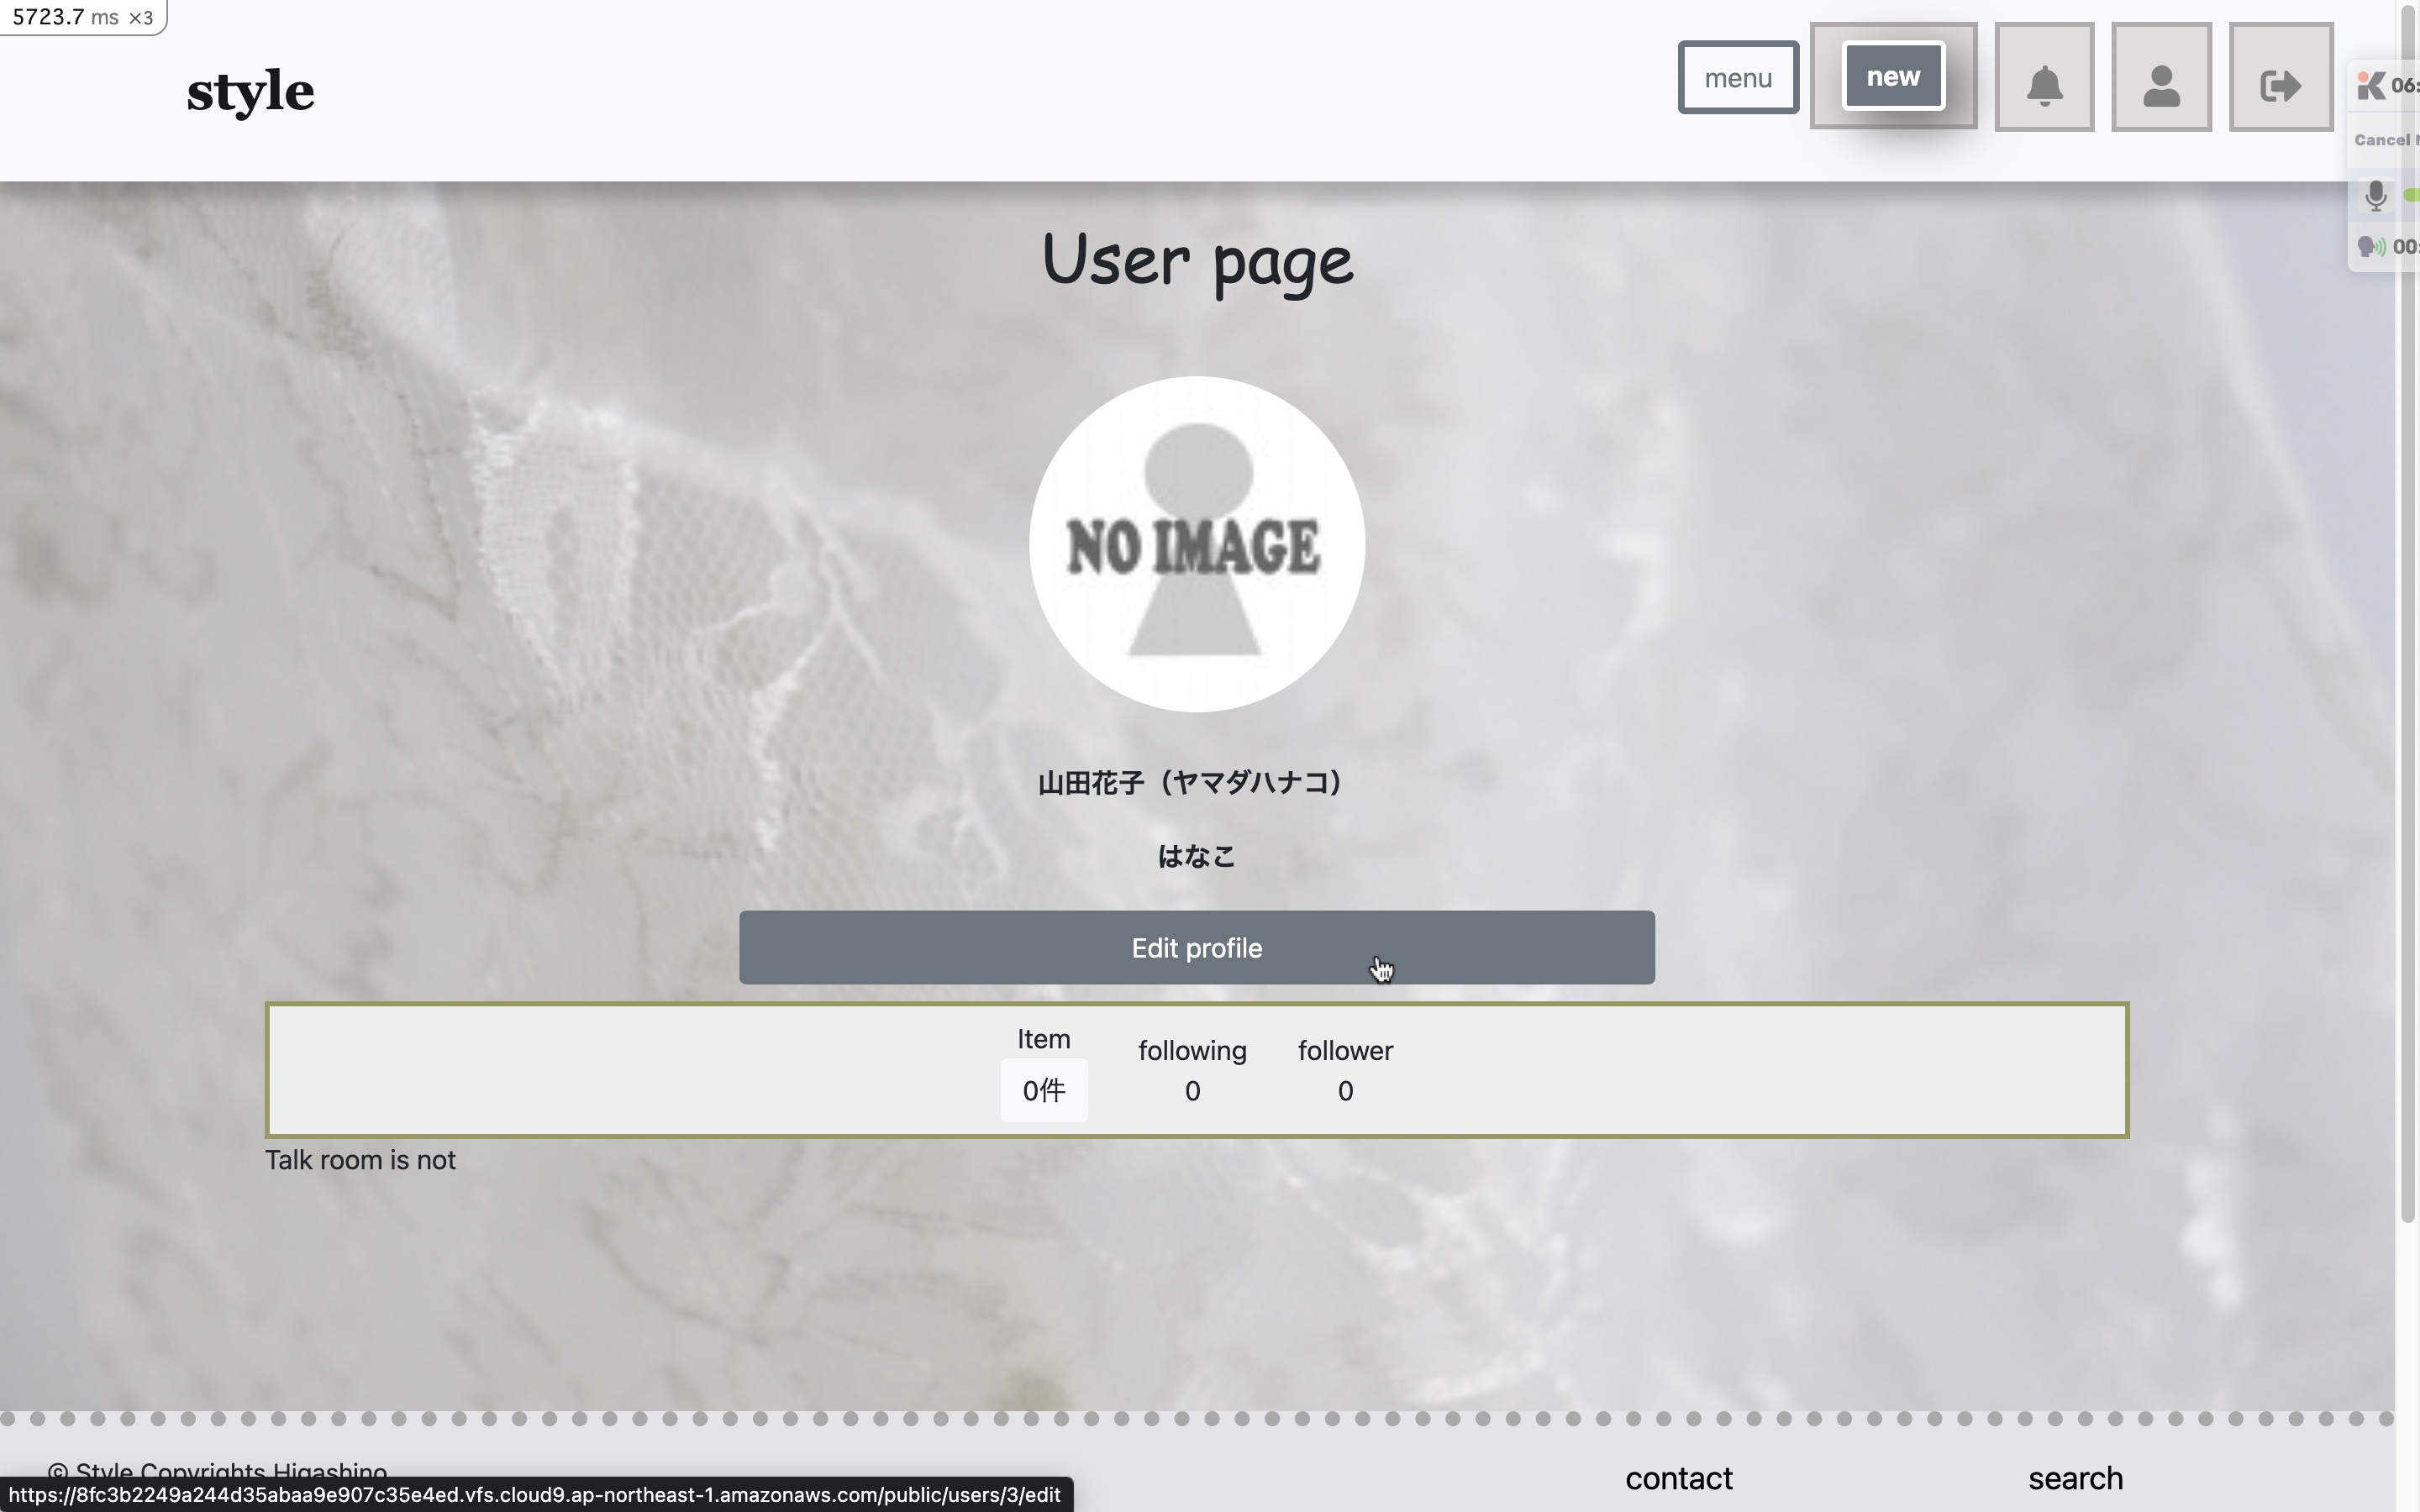 5723.7 ms ×3
style
menu
new
06:
Cancel
00:
User page
NO IMAGE
山田花子（ヤマダハナコ）
はなこ
Edit profile
Item
following
follower
0件
0
0
Talk room is not
© Style Copyrights Higashino
contact
search
https://8fc3b2249a244d35abaa9e907c35e4ed.vfs.cloud9.ap-northeast-1.amazonaws.com/public/users/3/edit